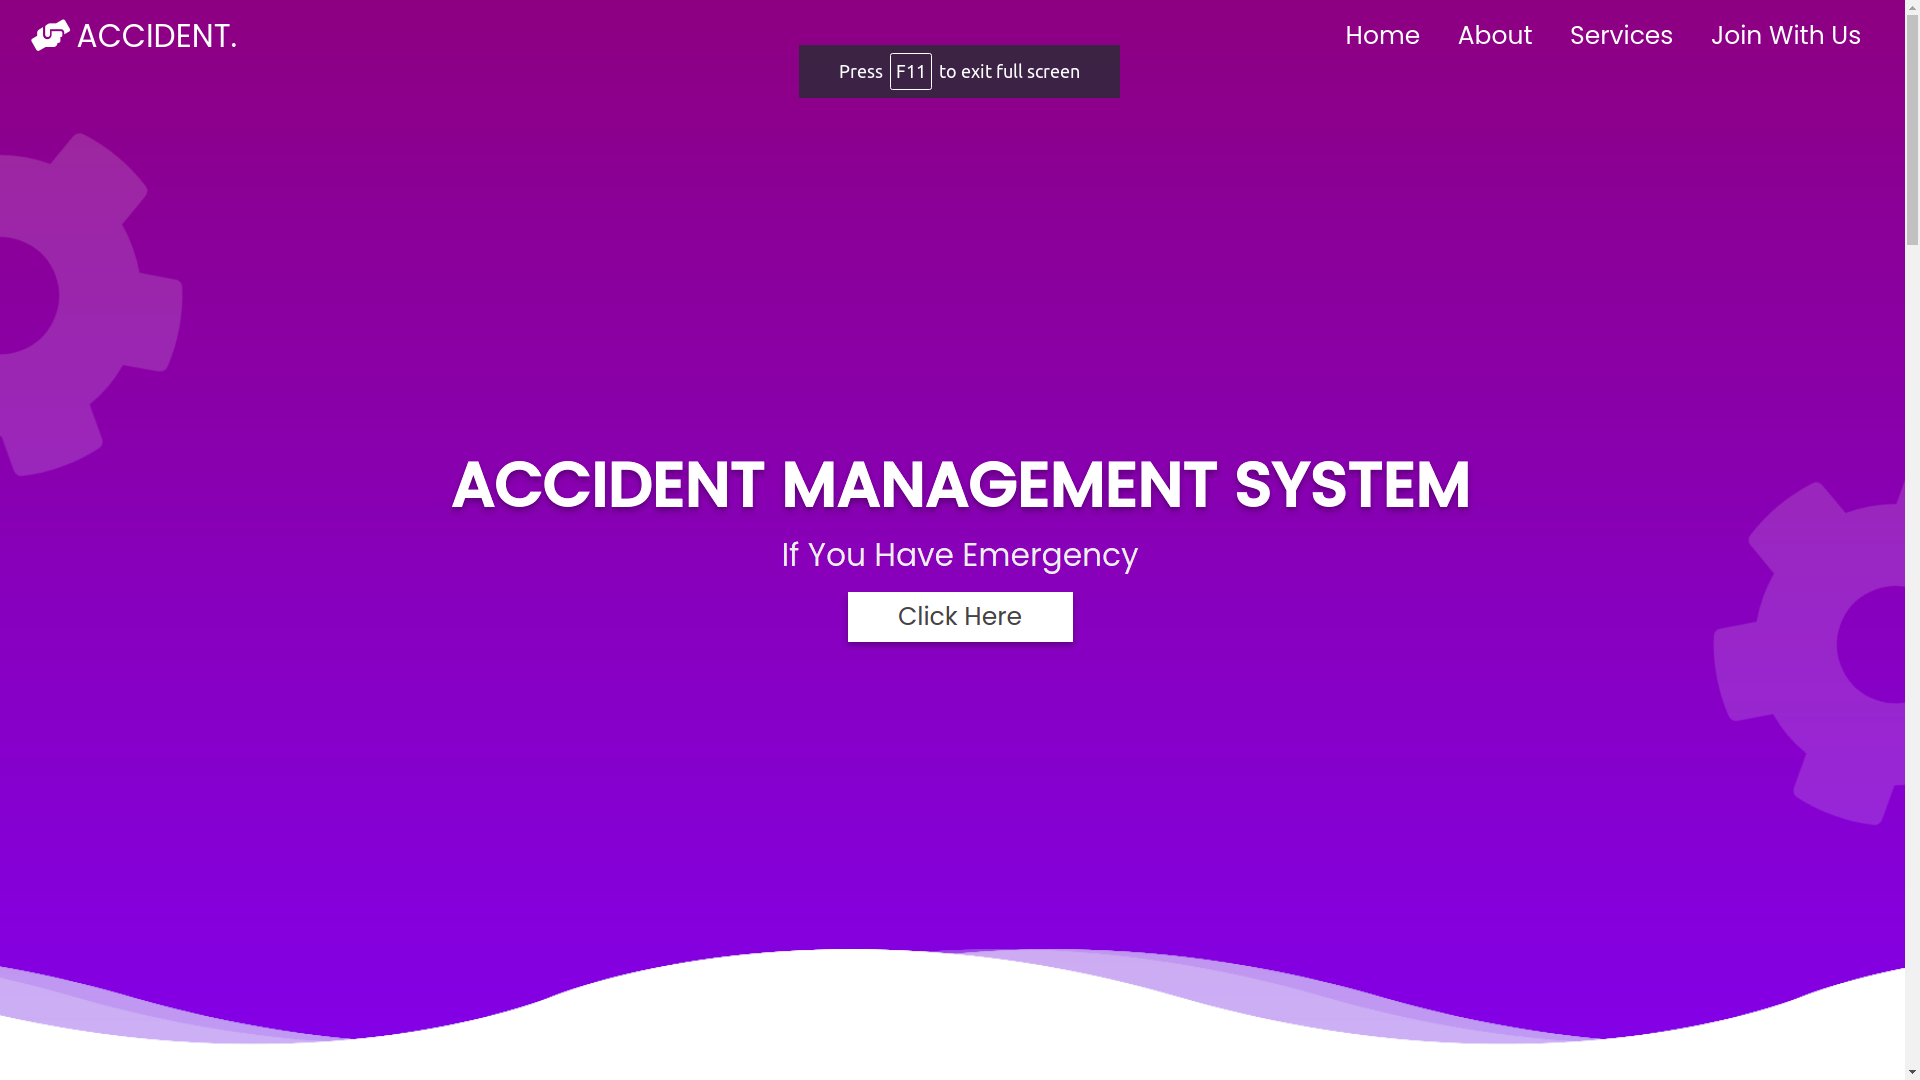 ACCIDENT.
Home About Services Join With Us
Press F11 to exit full screen
ACCIDENT MANAGEMENT SYSTEM
If You Have Emergency
Click Here